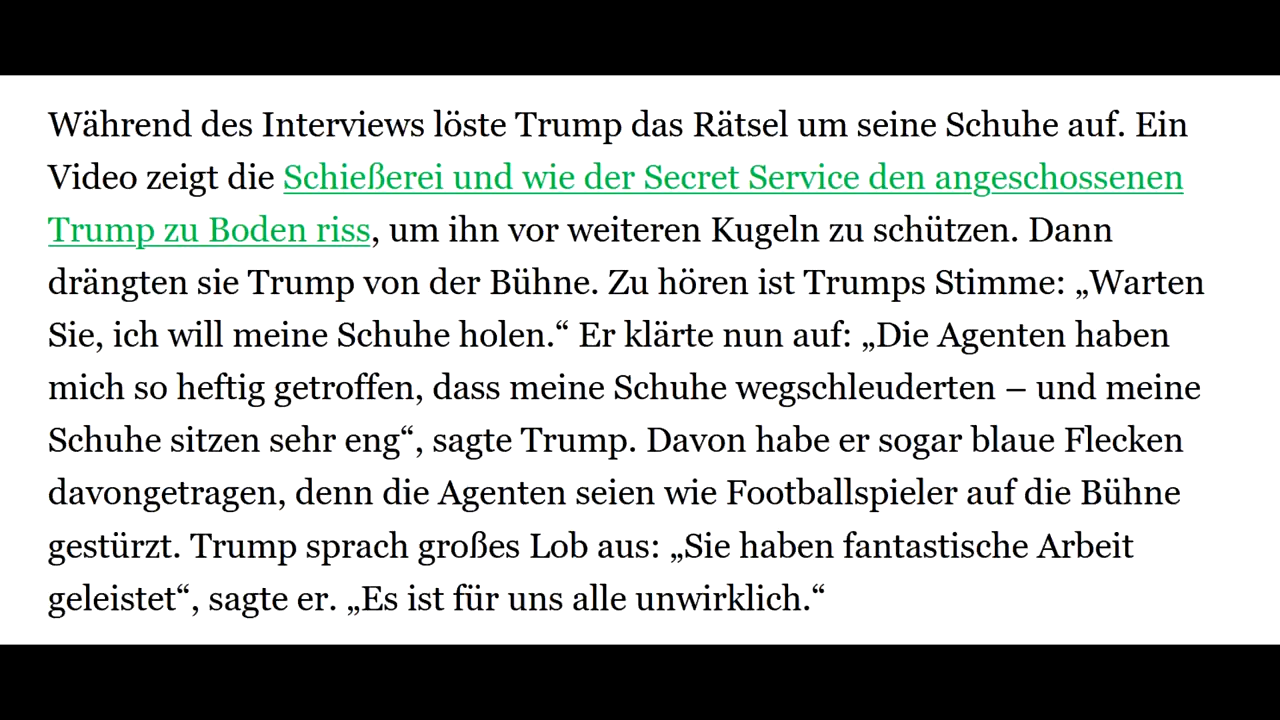 Während des Interviews löste Trump das Rätsel um seine Schuhe auf. Ein
Video zeigt die Schießerei und wie der Secret Service den angeschossenen
Trump zu Boden riss, um ihn vor weiteren Kugeln zu schützen. Dann
drängten sie Trump von der Bühne. Zu hören ist Trumps Stimme: „Warten
Sie, ich will meine Schuhe holen.“ Er klärte nun auf: „Die Agenten haben
mich so heftig getroffen, dass meine Schuhe wegschleuderten – und meine
Schuhe sitzen sehr eng“, sagte Trump. Davon habe er sogar blaue Flecken
davongetragen, denn die Agenten seien wie Footballspieler auf die Bühne
gestürzt. Trump sprach großes Lob aus: „Sie haben fantastische Arbeit
geleistet“, sagte er. „Es ist für uns alle unwirklich.“